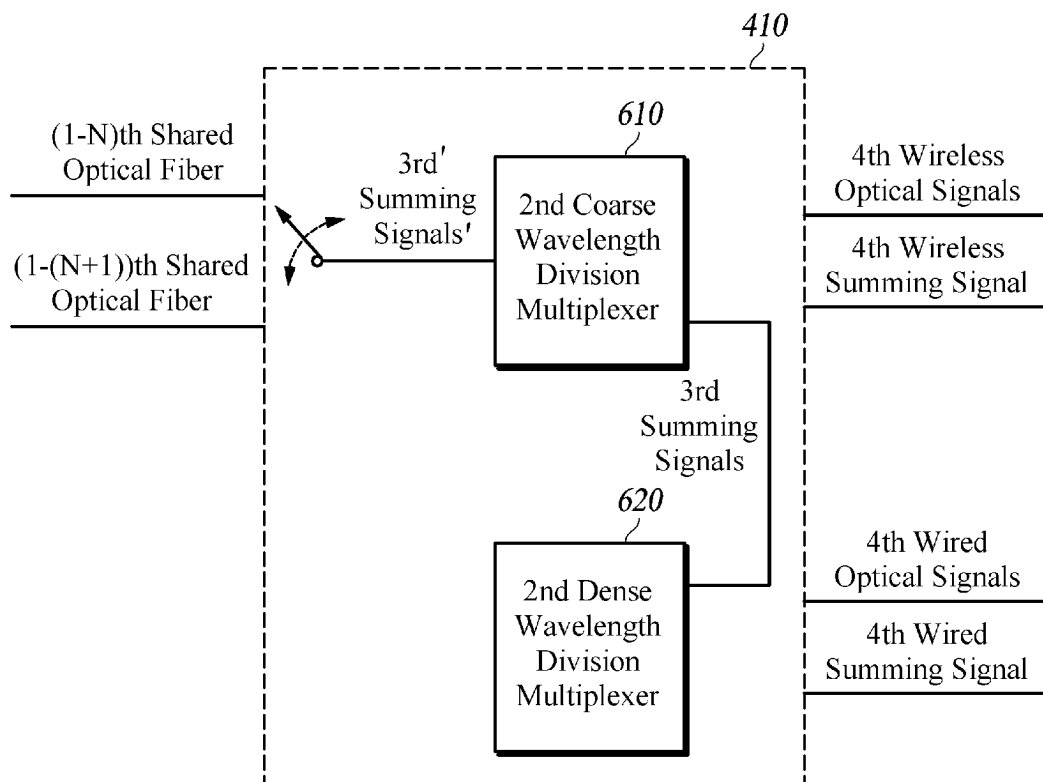 410
(1-N)th Shared
Optical Fiber
(1-(N+1))th Shared
Optical Fiber
3rd'
Summing
Signals'
610
2nd Coarse
Wavelength
Division
Multiplexer
4th Wireless
Optical Signals
4th Wireless
Summing Signal
3rd
Summing
Signals
620
2nd Dense
Wavelength
Division
Multiplexer
4th Wired
Optical Signals
4th Wired
Summing Signal